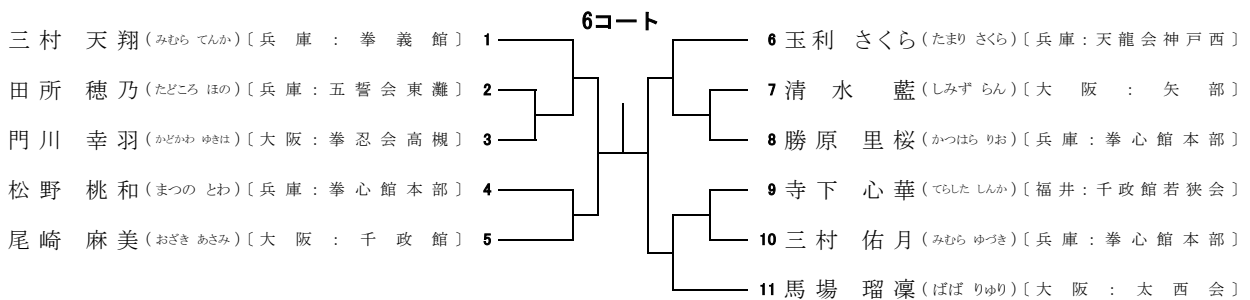 6コート
三村 天翔(みむら てんか)〔兵庫:拳義館〕 1
田所 穂乃(たどころ ほの)〔兵庫:五誓会東灘〕 2
門川 幸羽(かどかわ ゆきは)〔大阪:拳忍会高槻〕 3
松野 桃和(まつの とわ)〔兵庫:拳心館本部〕 4
尾崎 麻美(おざき あさみ)〔大阪:千政館〕 5
6 玉利 さくら(たまり さくら)〔兵庫:天龍会神戸西〕
7 清水 藍(しみず らん)〔大阪:矢部〕
8 勝原 里桜(かつはら りお)〔兵庫:拳心館本部〕
9 寺下 心華(てらした しんか)〔福井:千政館若狭会〕
10 三村 佑月(みむら ゆづき)〔兵庫:拳心館本部〕
11 馬場 瑠凜(ばば りゅり)〔大阪:太西会〕